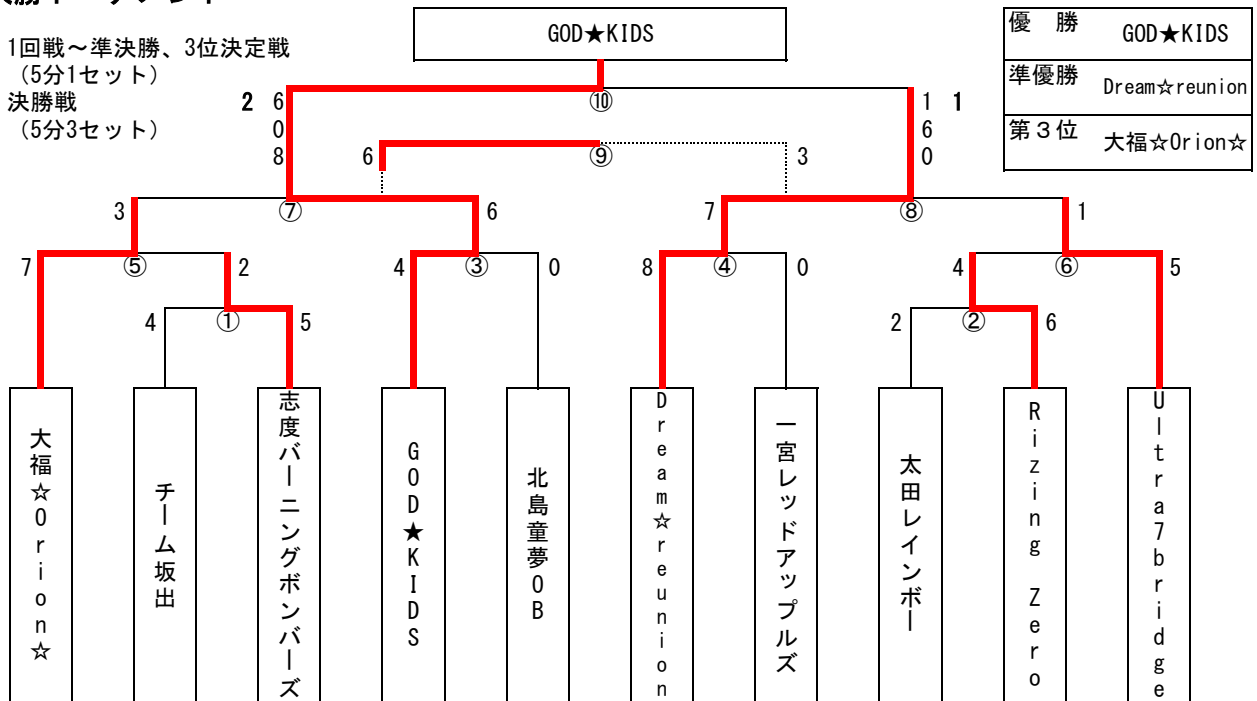 GOD★KIDS
優　勝 GOD★KIDS
準優勝 Dream☆reunion
第３位 大福☆Orion☆
1回戦～準決勝、3位決定戦
（5分1セット）
決勝戦
（5分3セット）
2 6 ⑩ 1 1
0 6
8 0
6 ⑨ 3
3 ⑦ 6 7 ⑧ 1
7 ⑤ 2 4 ③ 0 8 ④ 0 4 ⑥ 5
4 ① 5 2 ② 6
大福☆Orion☆
チーム坂出
志度バーニングボンバーズ
GOD★KIDS
北島童夢OB
Dream☆reunion
一宮レッドアップルズ
太田レインボー
Rizing Zero
Ultra7bridge